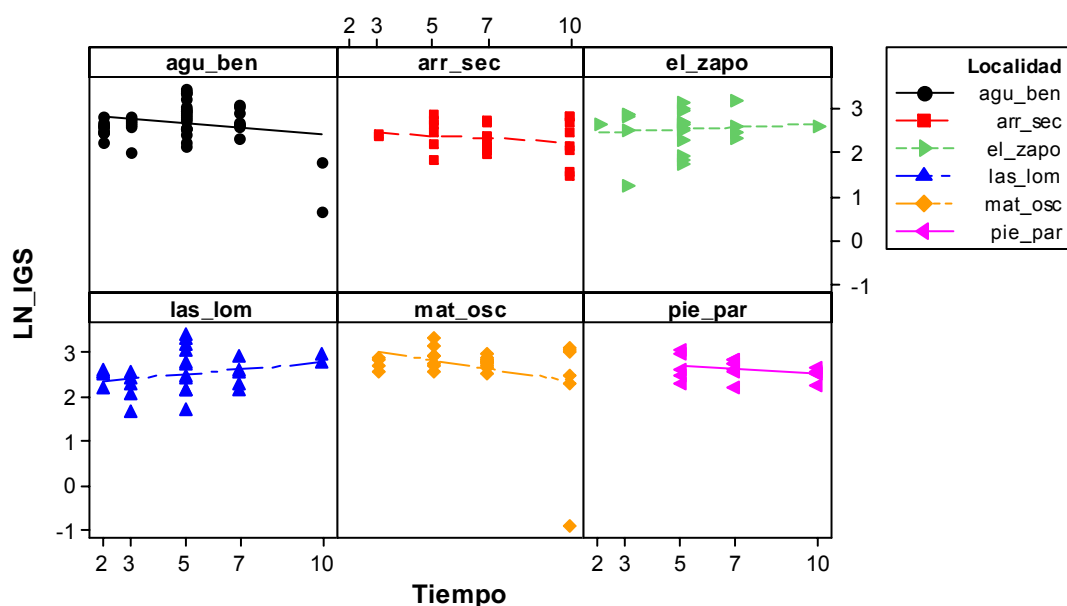 2 3 5 7 10
agu_ben arr_sec el_zapo
3
2
1
0
-1
Localidad
agu_ben
arr_sec
el_zapo
las_lom
mat_osc
pie_par
LN_IGS
las_lom mat_osc pie_par
3
2
1
0
-1
2 3 5 7 10 2 3 5 7 10
Tiempo